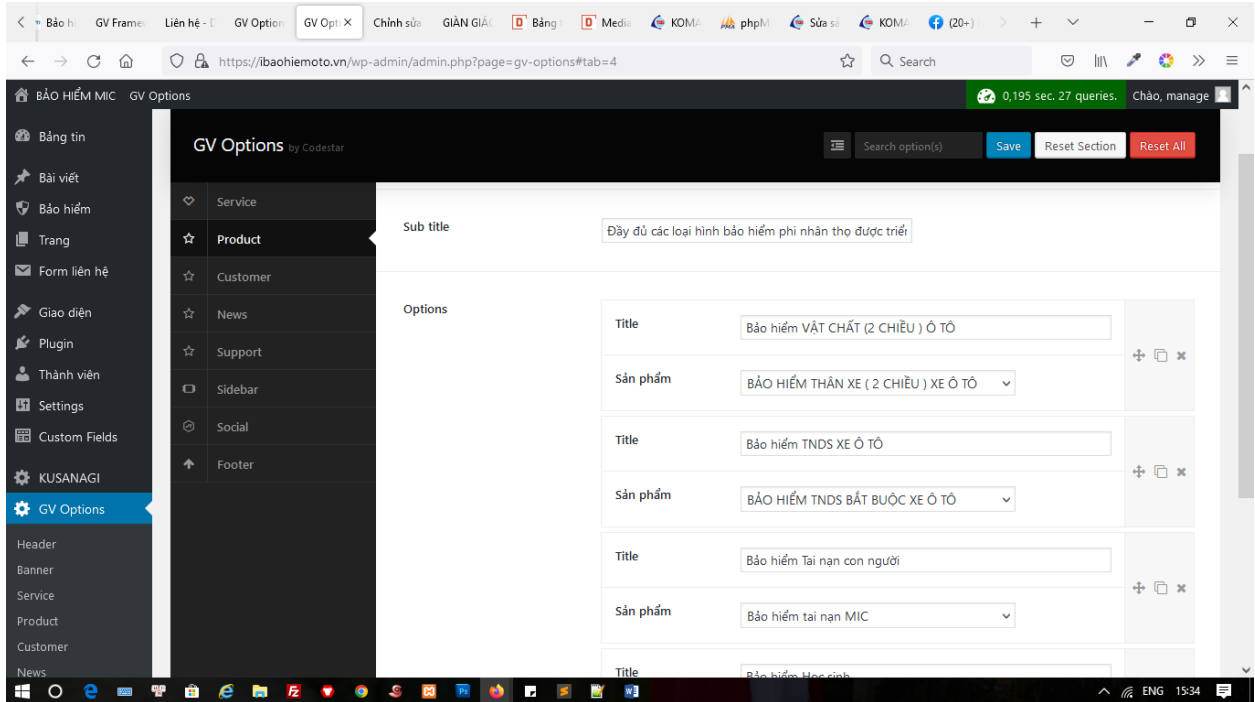 Bảo hi
GV Frame
Liên hệ - D
GV Option
GV Opti
Chỉnh sửa
GIÀN GIÁO
Bảng t
Media
KOMA
phpM
Sửa sả
KOMA
(20+)
https://ibaohiemoto.vn/wp-admin/admin.php?page=gv-options#tab=4
Search
BẢO HIỂM MIC GV Options
0,195 sec. 27 queries.
Chào, manage
Bảng tin
Bài viết
Bảo hiểm
Trang
Form liên hệ
Giao diện
Plugin
Thành viên
Settings
Custom Fields
KUSANAGI
GV Options
Header
Banner
Service
Product
Customer
News
GV Options by Codestar
Search option(s)
Save
Reset Section
Reset All
Service
Product
Customer
News
Support
Sidebar
Social
Footer
Sub title
Đầy đủ các loại hình bảo hiểm phi nhân thọ được triển
Options
Title
Bảo hiểm VẬT CHẤT (2 CHIỀU ) Ô TÔ
Sản phẩm
BẢO HIỂM THÂN XE ( 2 CHIỀU ) XE Ô TÔ
Title
Bảo hiểm TNDS XE Ô TÔ
Sản phẩm
BẢO HIỂM TNDS BẮT BUỘC XE Ô TÔ
Title
Bảo hiểm Tai nạn con người
Sản phẩm
Bảo hiểm tai nạn MIC
Title
Bảo hiểm Học sinh
ENG 15:34